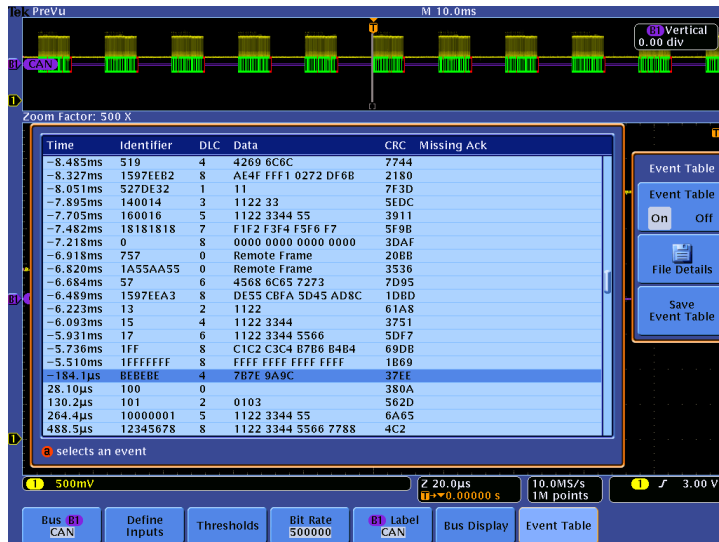 Tek PreVu M 10.0ms
T
B1 Vertical
0.00 div
B1 CAN
1
Zoom Factor: 500 X
T
Time Identifier DLC Data CRC Missing Ack
-8.485ms 519 4 4269 6C6C 7744
-8.327ms 1597EEB2 8 AE4F FFF1 0272 DF6B 2180
-8.051ms 527DE32 1 11 7F3D
-7.895ms 140014 3 1122 33 5EDC
-7.705ms 160016 5 1122 3344 55 3911
-7.482ms 18181818 7 F1F2 F3F4 F5F6 F7 5F9B
-7.218ms 0 8 0000 0000 0000 0000 3DAF
-6.918ms 757 0 Remote Frame 20BB
-6.820ms 1A55AA55 0 Remote Frame 3536
-6.684ms 57 6 4568 6C65 7273 7D95
-6.489ms 1597EEA3 8 DE55 CBFA 5D45 AD8C 1DBD
-6.223ms 13 2 1122 61A8
-6.093ms 15 4 1122 3344 3751
-5.931ms 17 6 1122 3344 5566 5DF7
-5.736ms 1FF 8 C1C2 C3C4 B7B6 B4B4 69DB
-5.510ms 1FFFFFFF 8 FFFF FFFF FFFF FFFF 1B69
-184.1µs BEBEBE 4 7B7E 9A9C 37EE
28.10µs 100 0 380A
130.2µs 101 2 0103 562D
264.4µs 10000001 5 1122 3344 55 6A65
488.5µs 12345678 8 1122 3344 5566 7788 4C2
a selects an event
B1
1
Event Table
Event Table
On Off
File Details
Save
Event Table
1 500mV
Z 20.0µs
T→▾0.00000 s
10.0MS/s
1M points
1 ʃ 3.00 V
Bus B1
CAN
Define
Inputs
Thresholds
Bit Rate
500000
B1 Label
CAN
Bus Display
Event Table